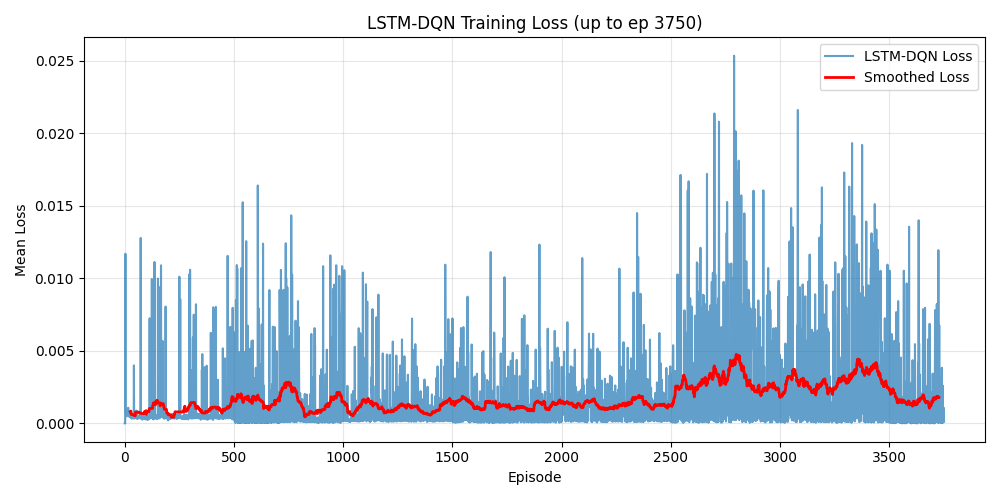 LSTM-DQN Training Loss (up to ep 3750)
LSTM-DQN Loss
Smoothed Loss
Mean Loss
0.025
0.020
0.015
0.010
0.005
0.000
0 500 1000 1500 2000 2500 3000 3500
Episode